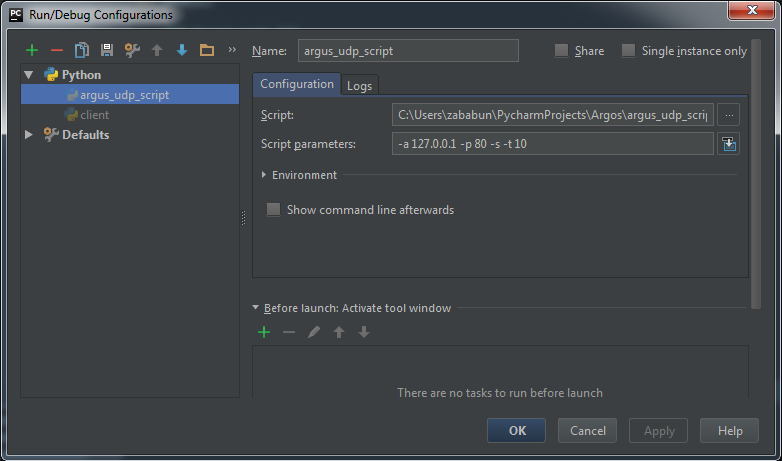 PC Run/Debug Configurations
Name: argus_udp_script Share Single instance only
Python
argus_udp_script
client
Defaults
Configuration Logs
Script: C:\Users\zababun\PycharmProjects\Argos\argus_udp_scrip ...
Script parameters: -a 127.0.0.1 -p 80 -s -t 10
Environment
Show command line afterwards
Before launch: Activate tool window
There are no tasks to run before launch
OK Cancel Apply Help